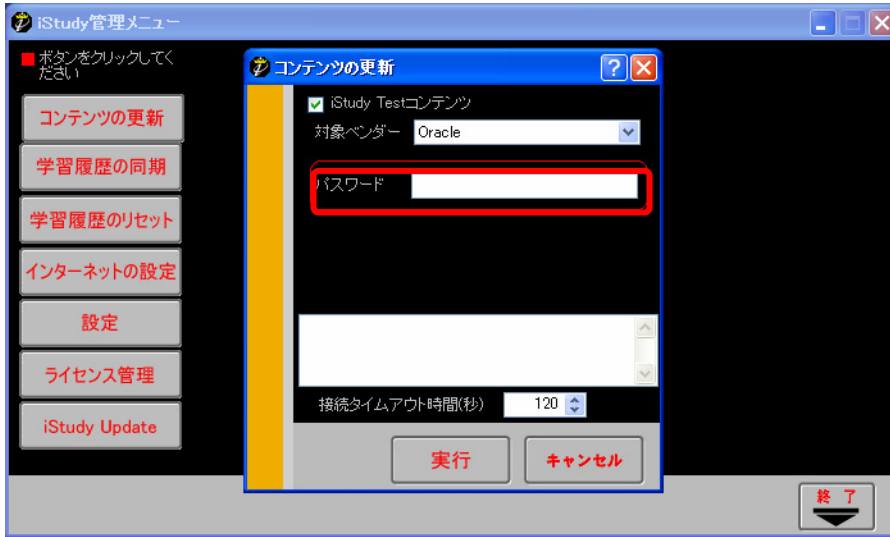 iStudy管理メニュー
ボタンをクリックしてく
ださい
コンテンツの更新
学習履歴の同期
学習履歴のリセット
インターネットの設定
設定
ライセンス管理
iStudy Update
コンテンツの更新
iStudy Testコンテンツ
対象ベンダー Oracle
パスワード
接続タイムアウト時間(秒) 120
実行 キャンセル
終了